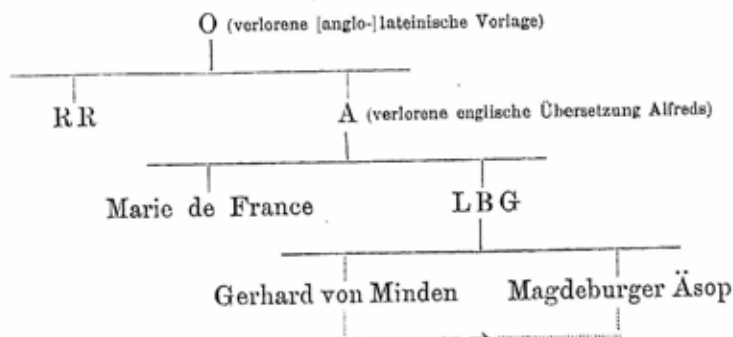 O (verlorene [anglo-]lateinische Vorlage)
RR A (verlorene englische Übersetzung Alfreds)
Marie de France LBG
Gerhard von Minden Magdeburger Äsop